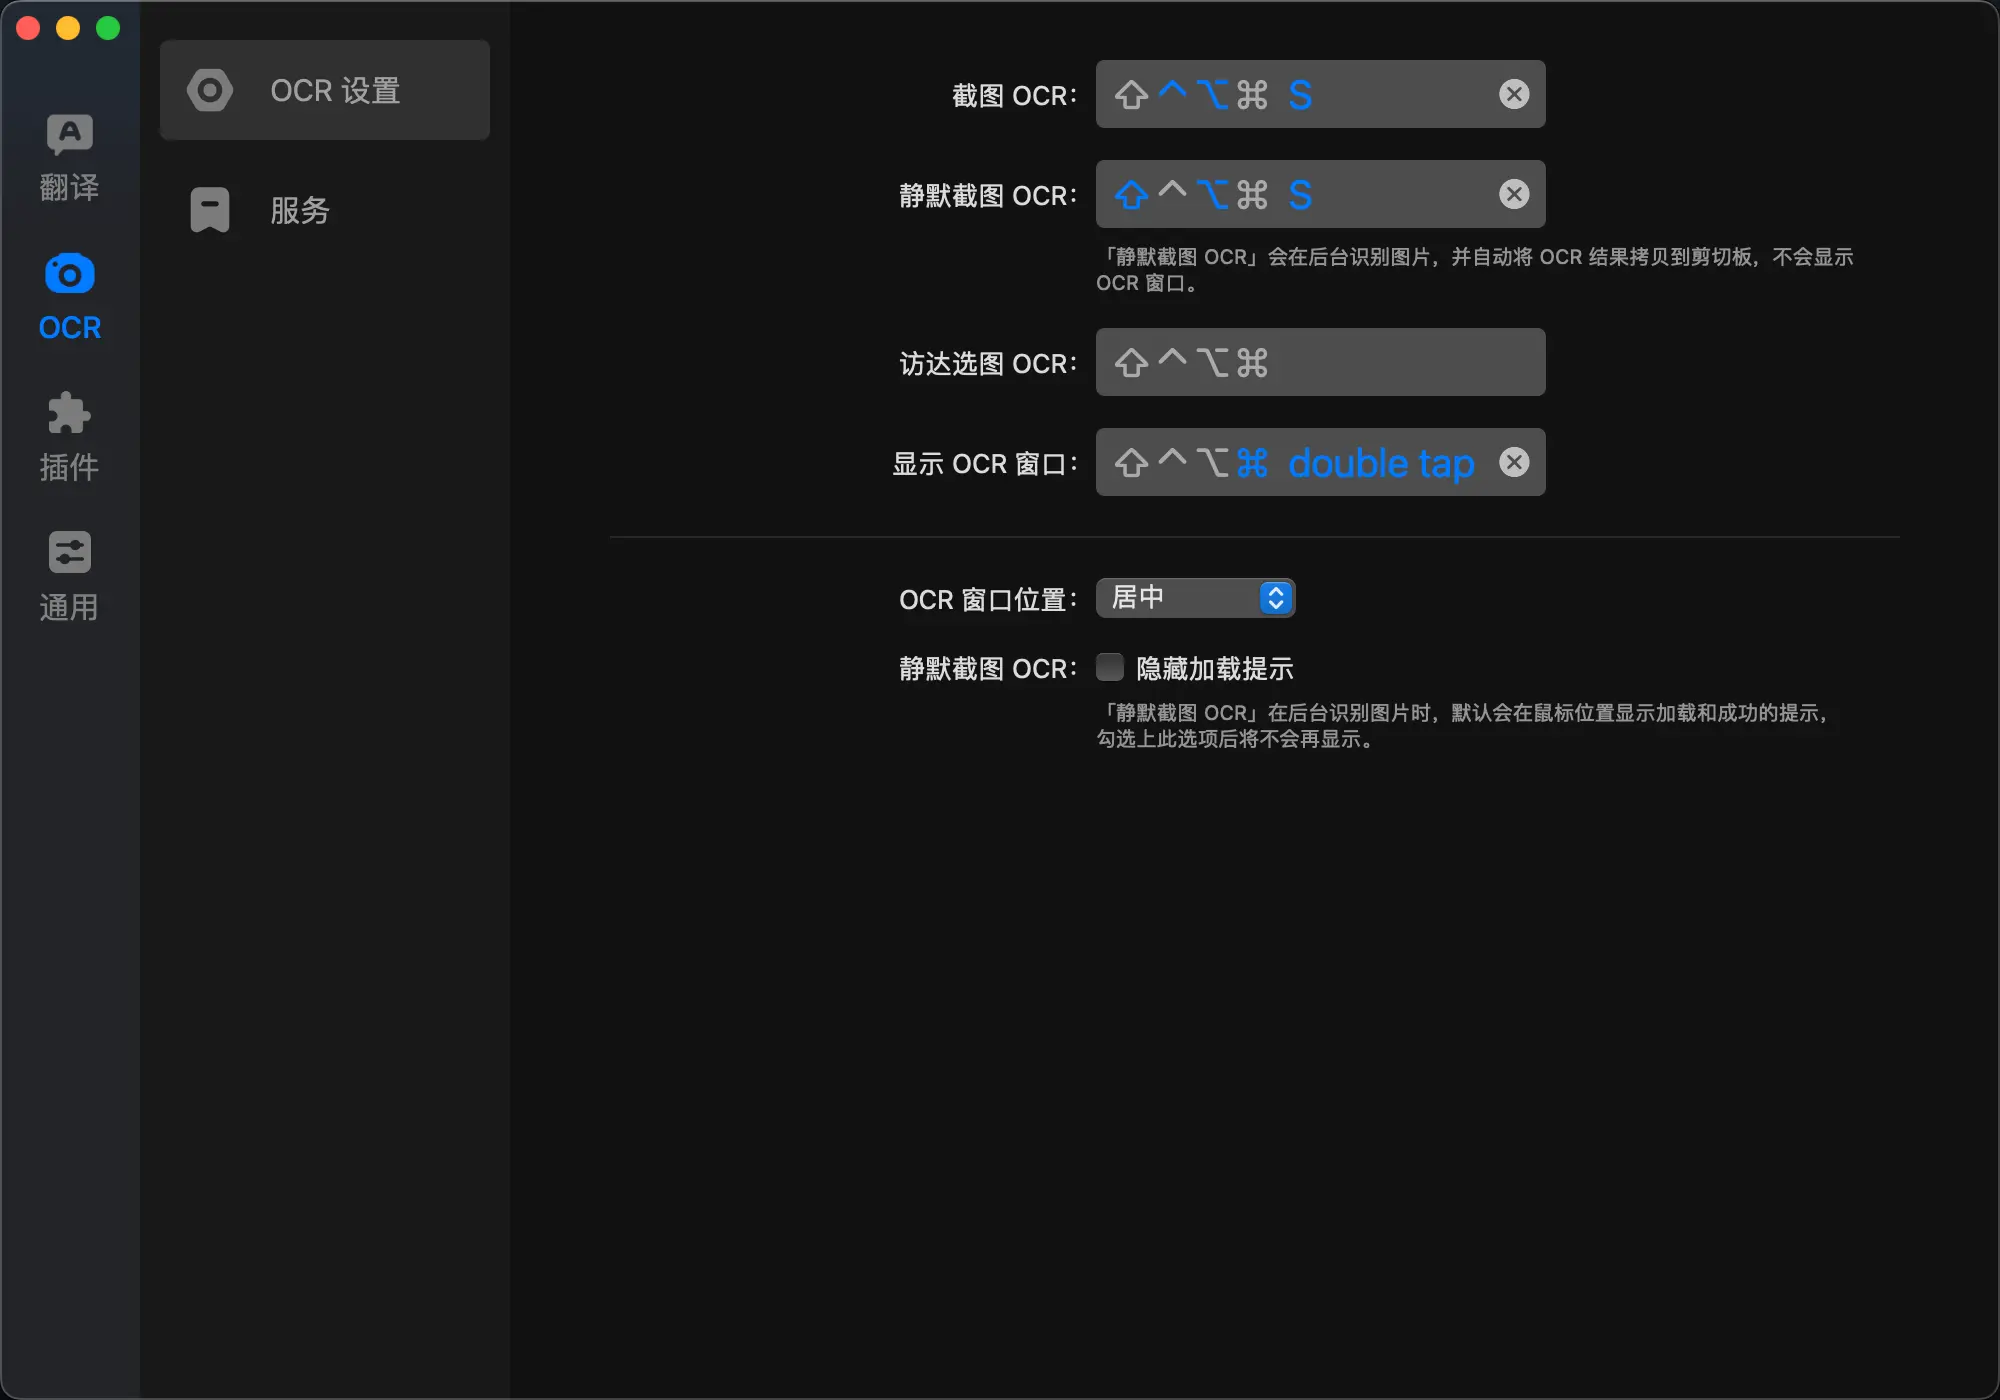 翻译
OCR
插件
通用
OCR 设置
服务
截图 OCR：
⇧⌃⌥⌘ S
静默截图 OCR：
⇧⌃⌥⌘ S
「静默截图 OCR」会在后台识别图片，并自动将 OCR 结果拷贝到剪切板，不会显示
OCR 窗口。
访达选图 OCR：
⇧⌃⌥⌘
显示 OCR 窗口：
⇧⌃⌥⌘ double tap
OCR 窗口位置：
居中
静默截图 OCR：
隐藏加载提示
「静默截图 OCR」在后台识别图片时，默认会在鼠标位置显示加载和成功的提示，
勾选上此选项后将不会再显示。